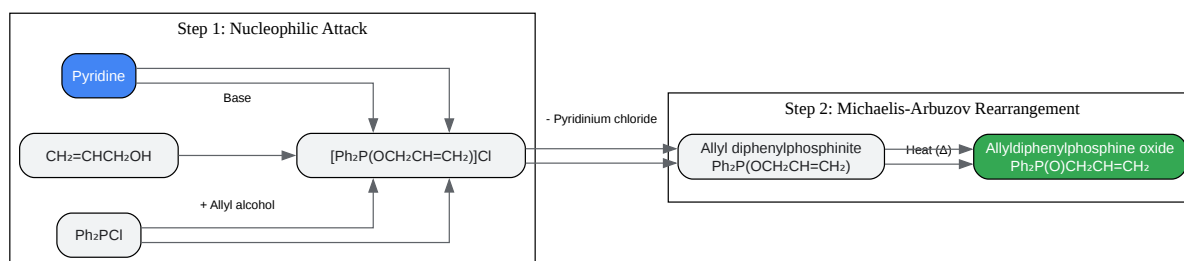 Step 1: Nucleophilic Attack
Pyridine
Base
CH₂=CHCH₂OH
[Ph₂P(OCH₂CH=CH₂)]Cl
+ Allyl alcohol
Ph₂PCl
- Pyridinium chloride
Step 2: Michaelis-Arbuzov Rearrangement
Allyl diphenylphosphinite
Ph₂P(OCH₂CH=CH₂)
Heat (Δ)
Allyldiphenylphosphine oxide
Ph₂P(O)CH₂CH=CH₂